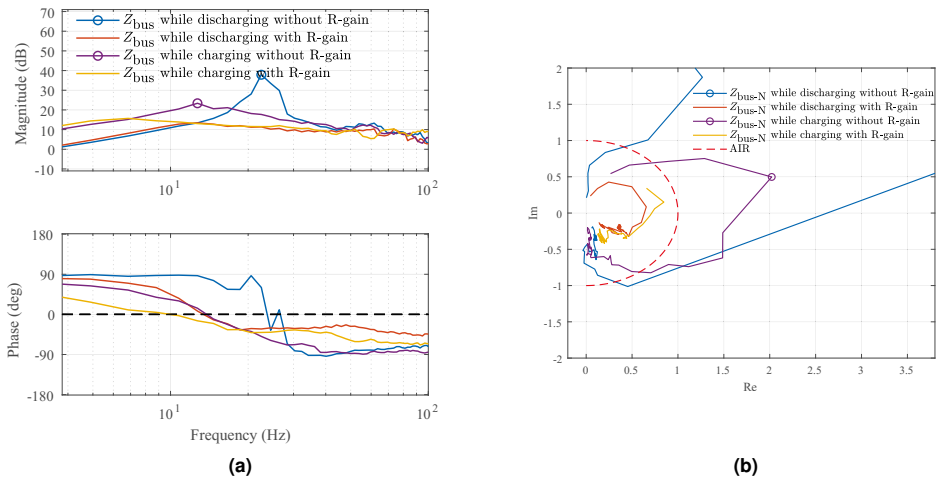 70
60
50
40
30
20
10
0
-10
Magnitude (dB)
Z_bus while discharging without R-gain
Z_bus while discharging with R-gain
Z_bus while charging without R-gain
Z_bus while charging with R-gain
10^1
10^2
180
90
0
-90
-180
Phase (deg)
10^1
10^2
Frequency (Hz)
(a)
2
1.5
1
0.5
0
-0.5
-1
-1.5
-2
Im
Z_bus-N while discharging without R-gain
Z_bus-N while discharging with R-gain
Z_bus-N while charging without R-gain
Z_bus-N while charging with R-gain
AIR
0
0.5
1
1.5
2
2.5
3
3.5
Re
(b)